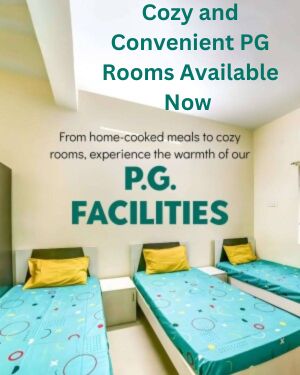 Cozy and
Convenient PG
Rooms Available
Now
From home-cooked meals to cozy
rooms, experience the warmth of our
P.G.
FACILITIES